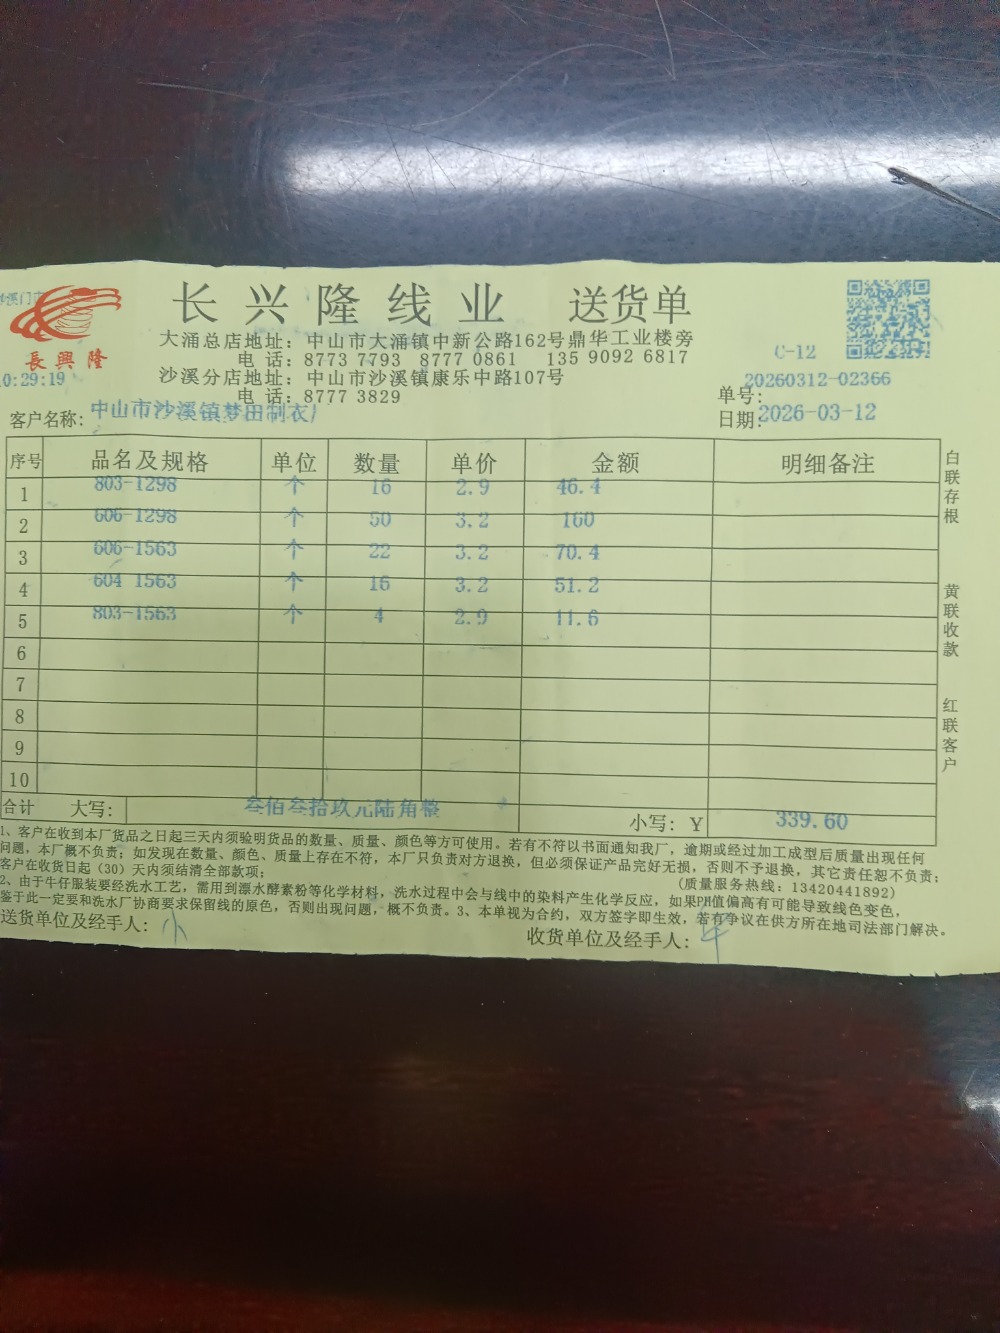 長興隆
长兴隆线业 送货单
大涌总店地址：中山市大涌镇中新公路162号鼎华工业楼旁
电话：8773 7793 8777 0861 135 9092 6817
沙溪分店地址：中山市沙溪镇康乐中路107号
电话：8777 3829
C-12
0:29:19
单号：20260312-02366
客户名称：中山市沙溪镇梦田制衣厂
日期：2026-03-12
序号 品名及规格 单位 数量 单价 金额 明细备注
1 803-1298 个 16 2.9 46.4
2 606-1298 个 50 3.2 160
3 606-1563 个 22 3.2 70.4
4 604 1563 个 16 3.2 51.2
5 803-1563 个 4 2.9 11.6
6
7
8
9
10
合计 大写：叁佰叁拾玖元陆角整 小写：Y 339.60
白联存根
黄联收款
红联客户
1、客户在收到本厂货品之日起三天内须验明货品的数量、质量、颜色等方可使用。若有不符以书面通知我厂，逾期或经过加工成型后质量出现任何
问题，本厂概不负责；如发现在数量、颜色、质量上存在不符，本厂只负责对方退换，但必须保证产品完好无损，否则不予退换，其它责任恕不负责；
客户在收货日起（30）天内须结清全部款项；
(质量服务热线：13420441892)
2、由于牛仔服装要经洗水工艺，需用到漂水酵素粉等化学材料，洗水过程中会与线中的染料产生化学反应，如果PH值偏高有可能导致线色变色，
鉴于此一定要和洗水厂协商要求保留线的原色，否则出现问题，概不负责。3、本单视为合约，双方签字即生效，若有争议在供方所在地司法部门解决。
送货单位及经手人：小
收货单位及经手人：